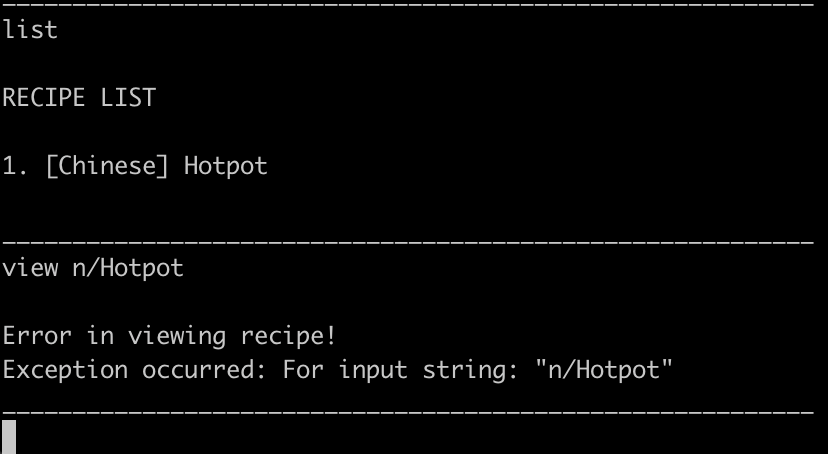 list
RECIPE LIST
1. [Chinese] Hotpot
view n/Hotpot
Error in viewing recipe!
Exception occurred: For input string: "n/Hotpot"